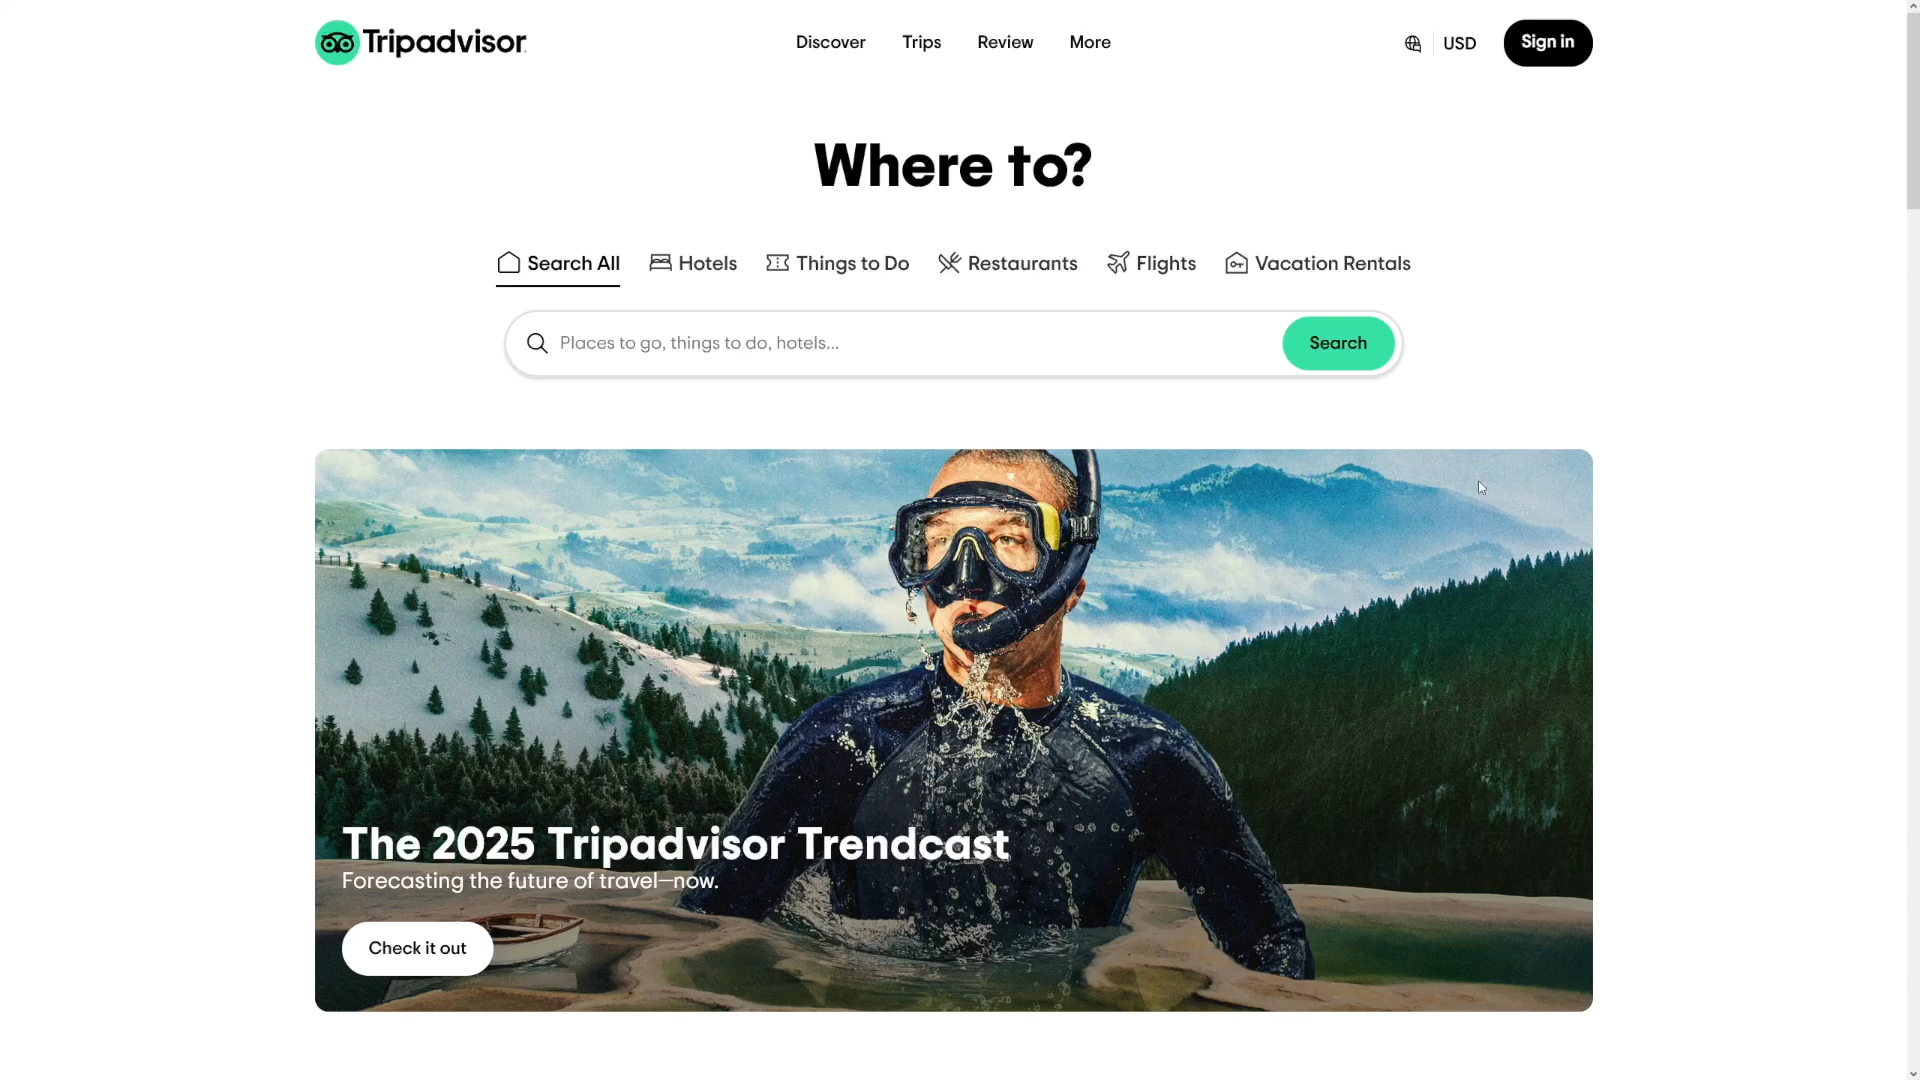 Tripadvisor
Discover Trips Review More
USD Sign in
Where to?
Search All Hotels Things to Do Restaurants Flights Vacation Rentals
Places to go, things to do, hotels... Search
The 2025 Tripadvisor Trendcast
Forecasting the future of travel—now.
Check it out